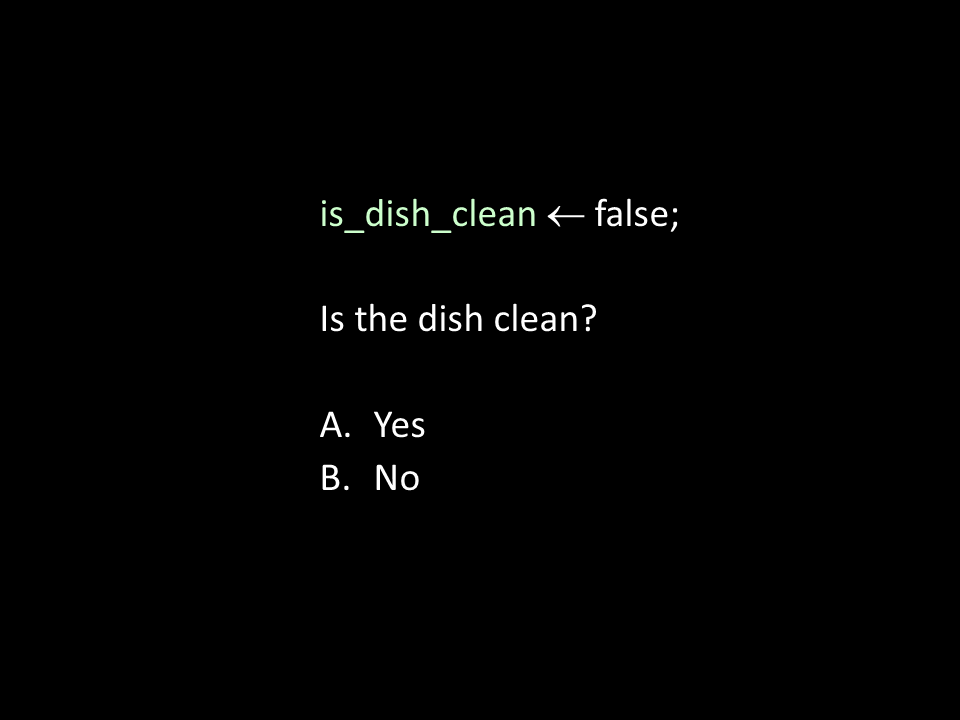 is_dish_clean ← false;
Is the dish clean?
A. Yes
B. No